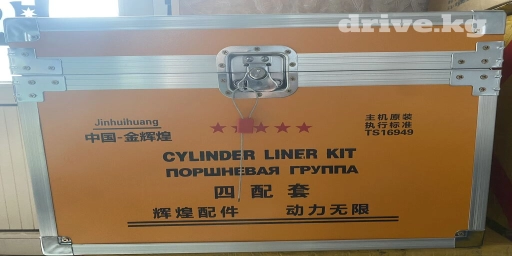 drive.kg
Jinhuihuang
中国-金辉煌
主机原装
执行标准
TS16949
CYLINDER LINER KIT
ПОРШНЕВАЯ ГРУППА
四配套
辉煌配件 动力无限